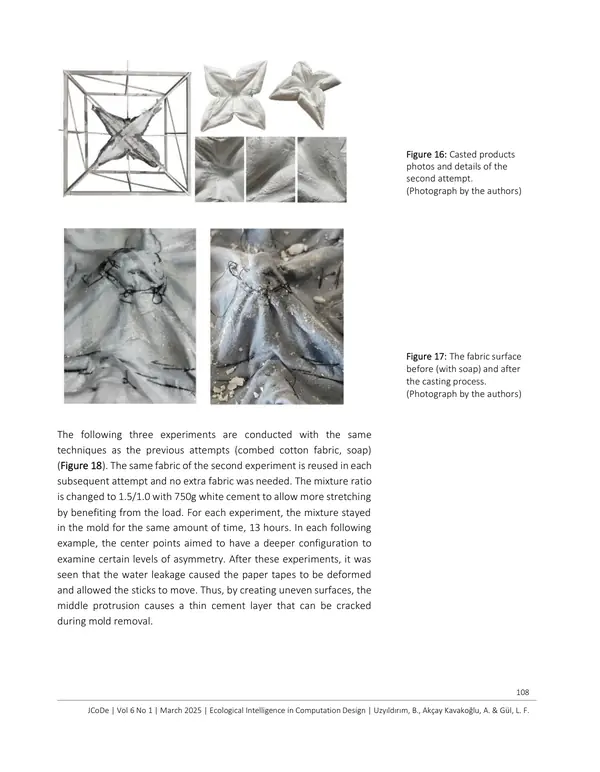 Figure 16: Casted products
photos and details of the
second attempt.
(Photograph by the authors)
Figure 17: The fabric surface
before (with soap) and after
the casting process.
(Photograph by the authors)
The following three experiments are conducted with the same
techniques as the previous attempts (combed cotton fabric, soap)
(Figure 18). The same fabric of the second experiment is reused in each
subsequent attempt and no extra fabric was needed. The mixture ratio
is changed to 1.5/1.0 with 750g white cement to allow more stretching
by benefiting from the load. For each experiment, the mixture stayed
in the mold for the same amount of time, 13 hours. In each following
example, the center points aimed to have a deeper configuration to
examine certain levels of asymmetry. After these experiments, it was
seen that the water leakage caused the paper tapes to be deformed
and allowed the sticks to move. Thus, by creating uneven surfaces, the
middle protrusion causes a thin cement layer that can be cracked
during mold removal.
108
JCoDe | Vol 6 No 1 | March 2025 | Ecological Intelligence in Computation Design | Uzyıldırım, B., Akçay Kavakoğlu, A. & Gül, L. F.